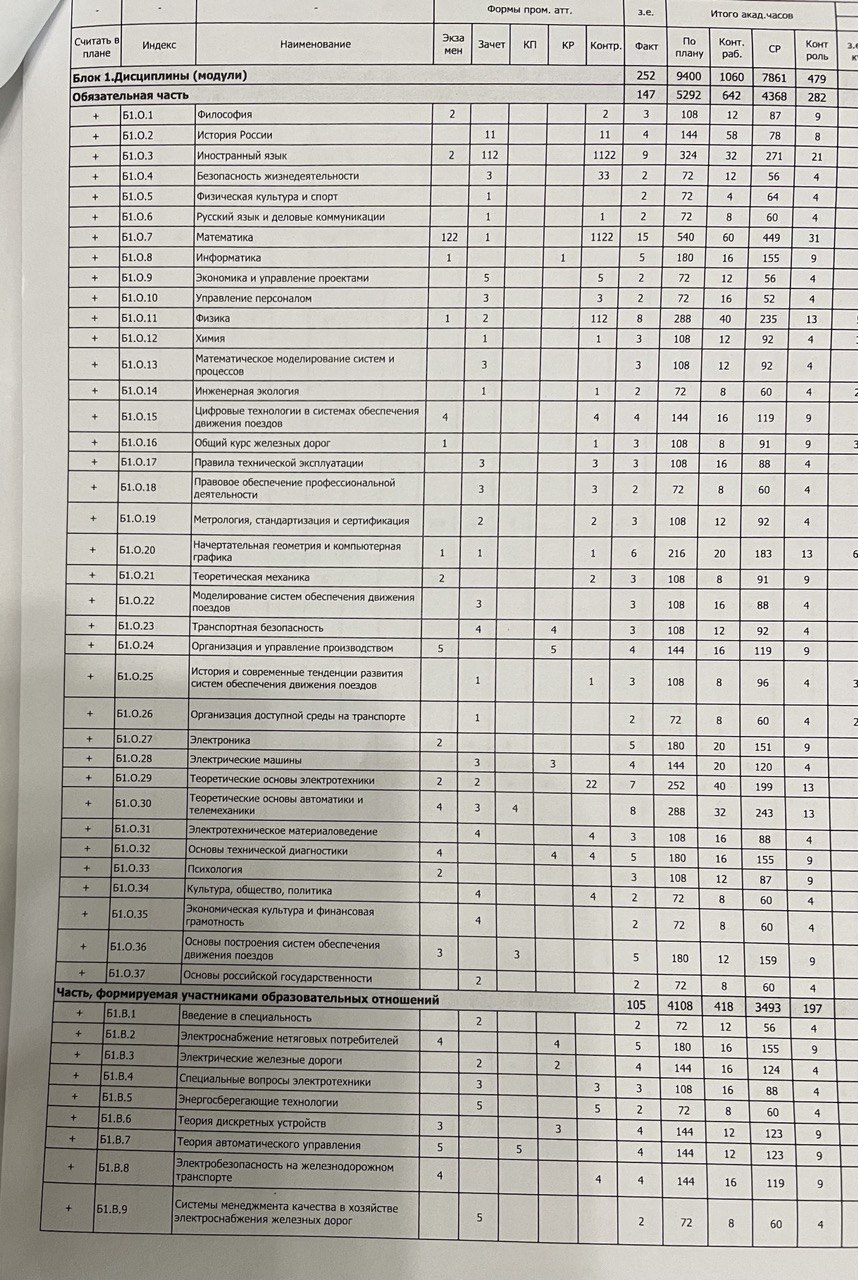 - - - Формы пром. атт. з.е. Итого акад.часов
Считать в плане Индекс Наименование Экза мен Зачет КП КР Контр. Факт По плану Конт. раб. СР Конт роль
Блок 1.Дисциплины (модули) 252 9400 1060 7861 479
Обязательная часть 147 5292 642 4368 282
+ Б1.О.1 Философия 2 2 3 108 12 87 9
+ Б1.О.2 История России 11 11 4 144 58 78 8
+ Б1.О.3 Иностранный язык 2 112 1122 9 324 32 271 21
+ Б1.О.4 Безопасность жизнедеятельности 3 33 2 72 12 56 4
+ Б1.О.5 Физическая культура и спорт 1 2 72 4 64 4
+ Б1.О.6 Русский язык и деловые коммуникации 1 1 2 72 8 60 4
+ Б1.О.7 Математика 122 1 1122 15 540 60 449 31
+ Б1.О.8 Информатика 1 1 5 180 16 155 9
+ Б1.О.9 Экономика и управление проектами 5 5 2 72 12 56 4
+ Б1.О.10 Управление персоналом 3 3 2 72 16 52 4
+ Б1.О.11 Физика 1 2 112 8 288 40 235 13
+ Б1.О.12 Химия 1 1 3 108 12 92 4
+ Б1.О.13 Математическое моделирование систем и процессов 3 3 108 12 92 4
+ Б1.О.14 Инженерная экология 1 1 2 72 8 60 4
+ Б1.О.15 Цифровые технологии в системах обеспечения движения поездов 4 4 4 144 16 119 9
+ Б1.О.16 Общий курс железных дорог 1 1 3 108 8 91 9
+ Б1.О.17 Правила технической эксплуатации 3 3 3 108 16 88 4
+ Б1.О.18 Правовое обеспечение профессиональной деятельности 3 3 2 72 8 60 4
+ Б1.О.19 Метрология, стандартизация и сертификация 2 2 3 108 12 92 4
+ Б1.О.20 Начертательная геометрия и компьютерная графика 1 1 1 6 216 20 183 13
+ Б1.О.21 Теоретическая механика 2 2 3 108 8 91 9
+ Б1.О.22 Моделирование систем обеспечения движения поездов 3 3 108 16 88 4
+ Б1.О.23 Транспортная безопасность 4 4 3 108 12 92 4
+ Б1.О.24 Организация и управление производством 5 5 4 144 16 119 9
+ Б1.О.25 История и современные тенденции развития систем обеспечения движения поездов 1 1 3 108 8 96 4
+ Б1.О.26 Организация доступной среды на транспорте 1 2 72 8 60 4
+ Б1.О.27 Электроника 2 5 180 20 151 9
+ Б1.О.28 Электрические машины 3 3 4 144 20 120 4
+ Б1.О.29 Теоретические основы электротехники 2 2 22 7 252 40 199 13
+ Б1.О.30 Теоретические основы автоматики и телемеханики 4 3 4 8 288 32 243 13
+ Б1.О.31 Электротехническое материаловедение 4 4 3 108 16 88 4
+ Б1.О.32 Основы технической диагностики 4 4 4 5 180 16 155 9
+ Б1.О.33 Психология 2 3 108 12 87 9
+ Б1.О.34 Культура, общество, политика 4 4 2 72 8 60 4
+ Б1.О.35 Экономическая культура и финансовая грамотность 4 2 72 8 60 4
+ Б1.О.36 Основы построения систем обеспечения движения поездов 3 3 5 180 12 159 9
+ Б1.О.37 Основы российской государственности 2 2 72 8 60 4
Часть, формируемая участниками образовательных отношений 105 4108 418 3493 197
+ Б1.В.1 Введение в специальность 2 2 72 12 56 4
+ Б1.В.2 Электроснабжение нетяговых потребителей 4 4 5 180 16 155 9
+ Б1.В.3 Электрические железные дороги 2 2 4 144 16 124 4
+ Б1.В.4 Специальные вопросы электротехники 3 3 3 108 16 88 4
+ Б1.В.5 Энергосберегающие технологии 5 5 2 72 8 60 4
+ Б1.В.6 Теория дискретных устройств 3 3 4 144 12 123 9
+ Б1.В.7 Теория автоматического управления 5 5 4 144 12 123 9
+ Б1.В.8 Электробезопасность на железнодорожном транспорте 4 4 4 144 16 119 9
+ Б1.В.9 Системы менеджмента качества в хозяйстве электроснабжения железных дорог 5 2 72 8 60 4